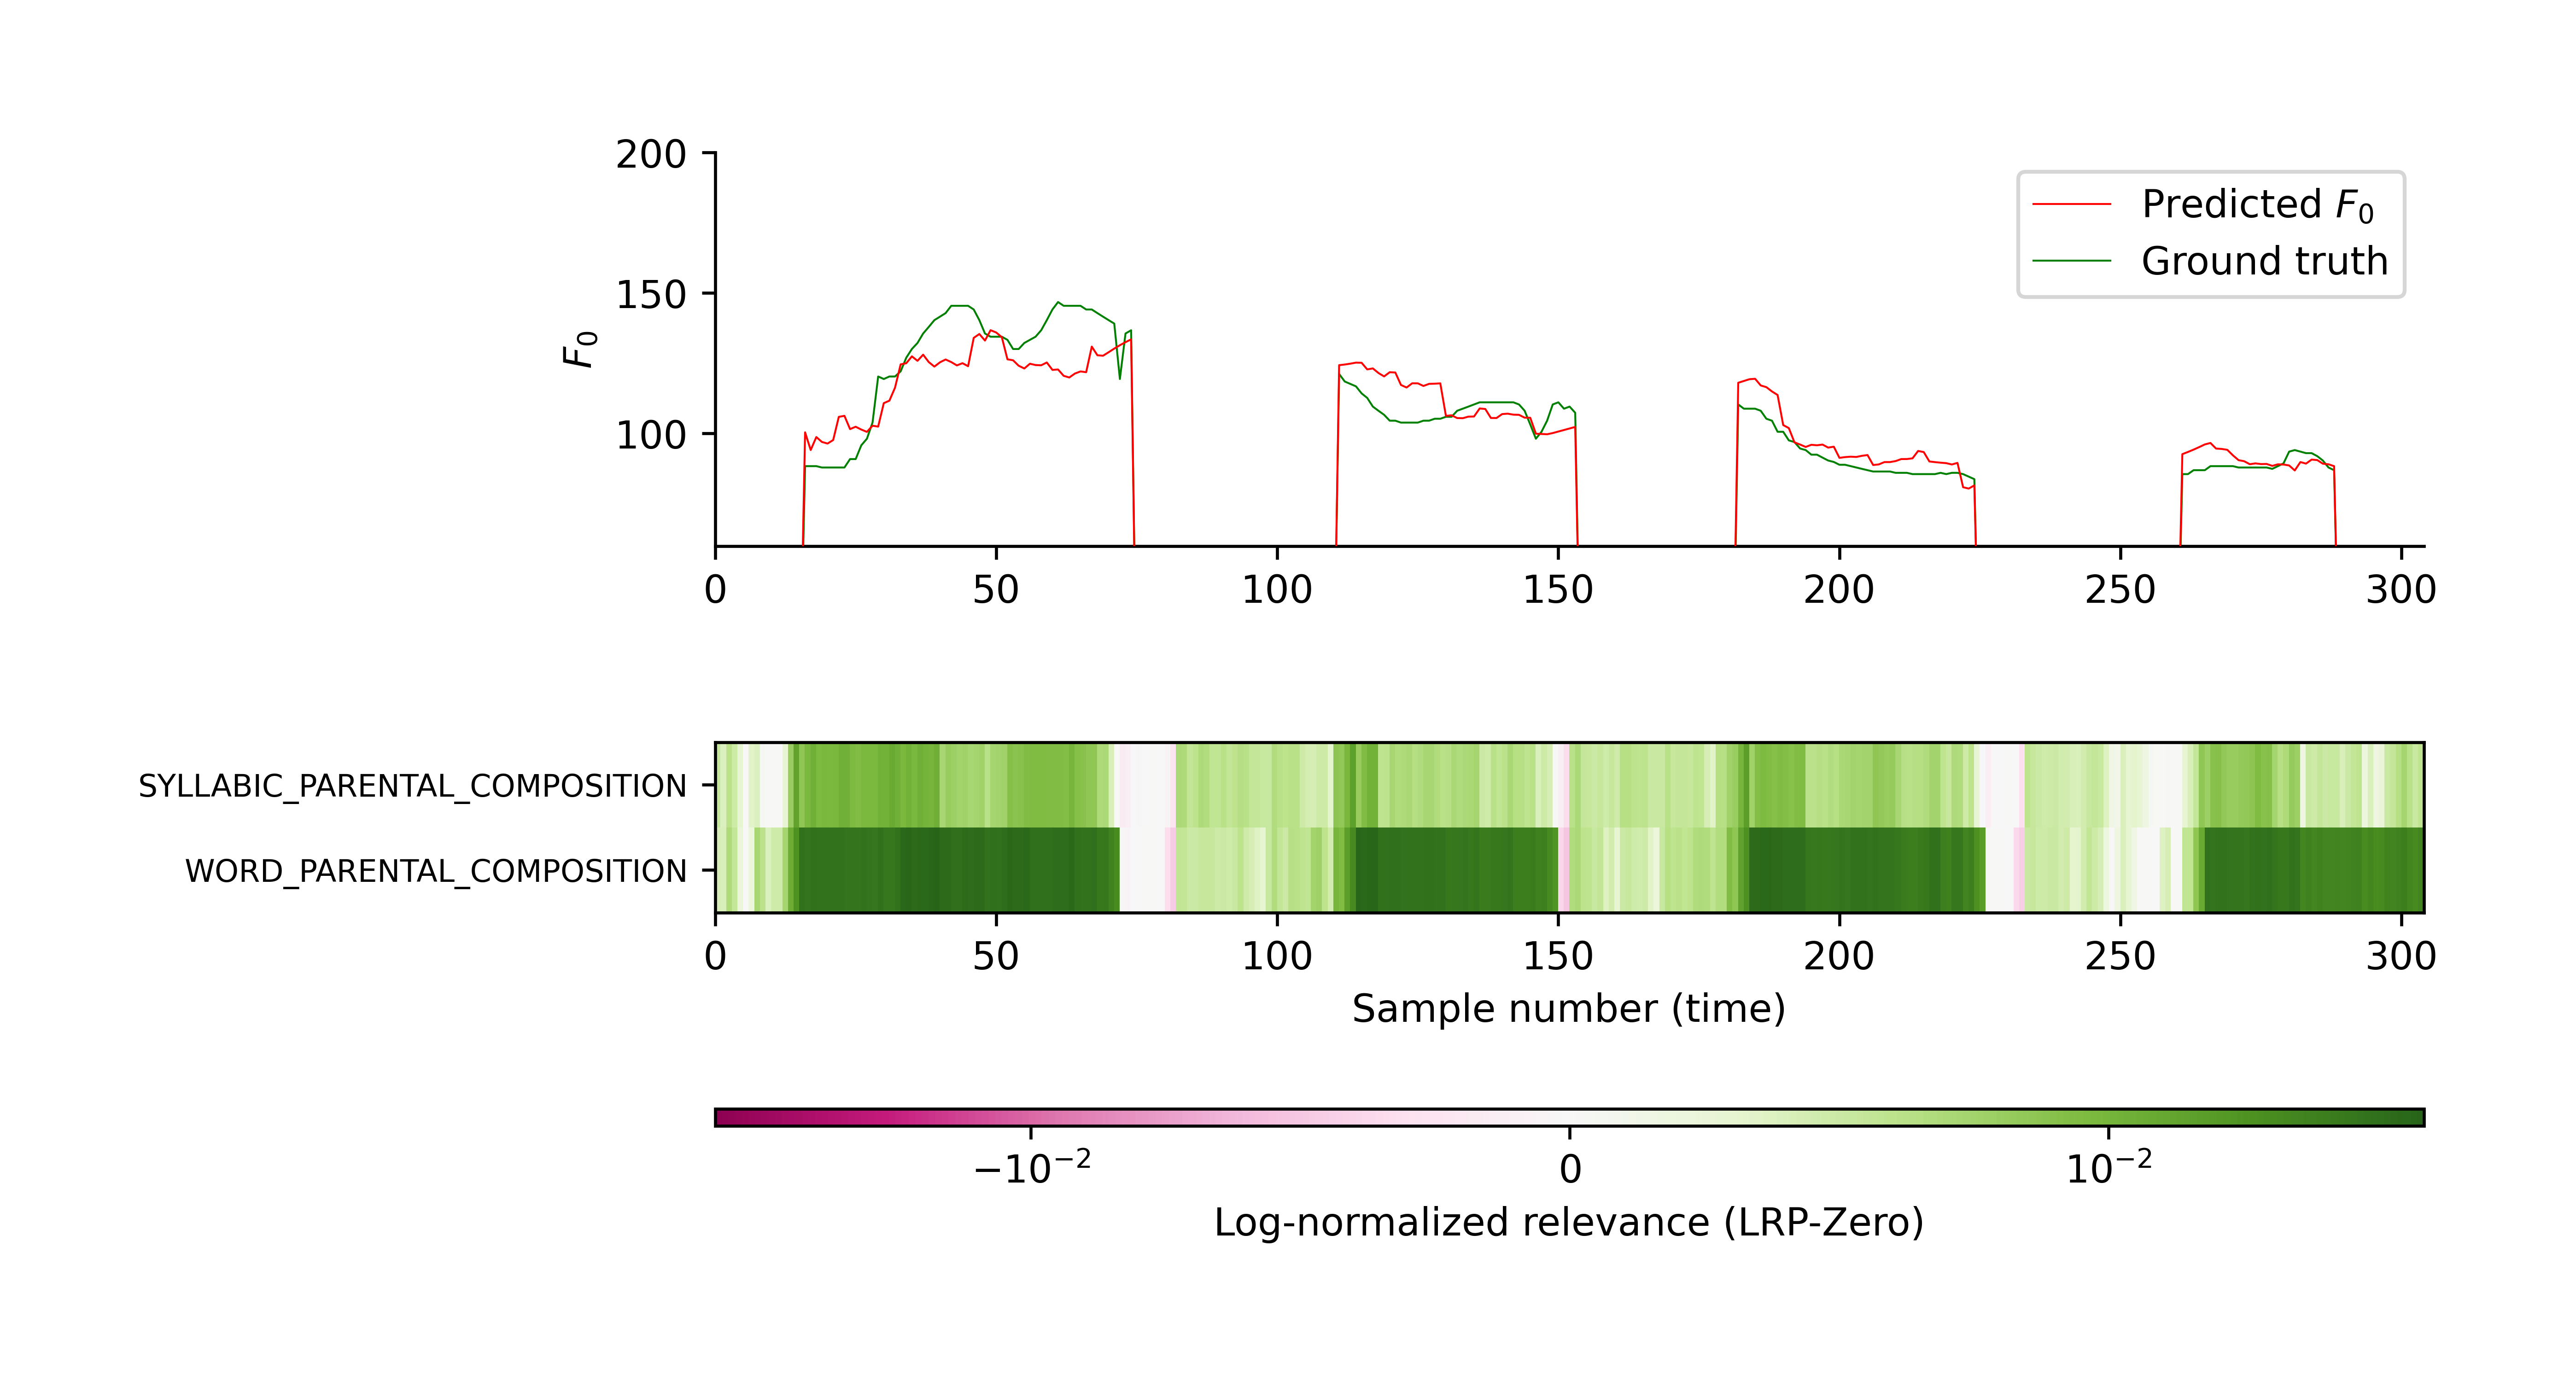 200
150
100
F₀
Predicted F₀
Ground truth
0 50 100 150 200 250 300
SYLLABIC_PARENTAL_COMPOSITION
WORD_PARENTAL_COMPOSITION
0 50 100 150 200 250 300
Sample number (time)
−10⁻² 0 10⁻²
Log-normalized relevance (LRP-Zero)